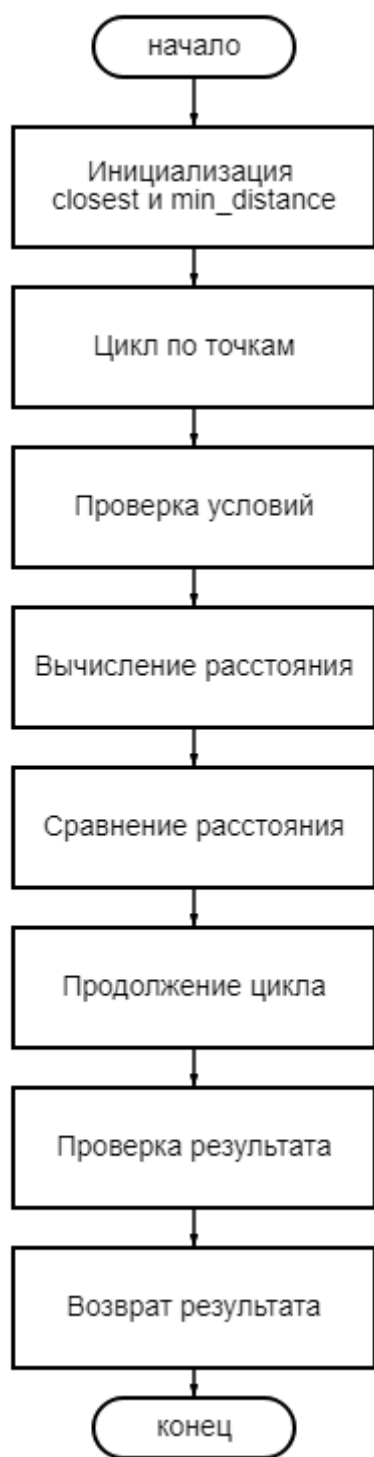 начало
Инициализация
closest и min_distance
Цикл по точкам
Проверка условий
Вычисление расстояния
Сравнение расстояния
Продолжение цикла
Проверка результата
Возврат результата
конец